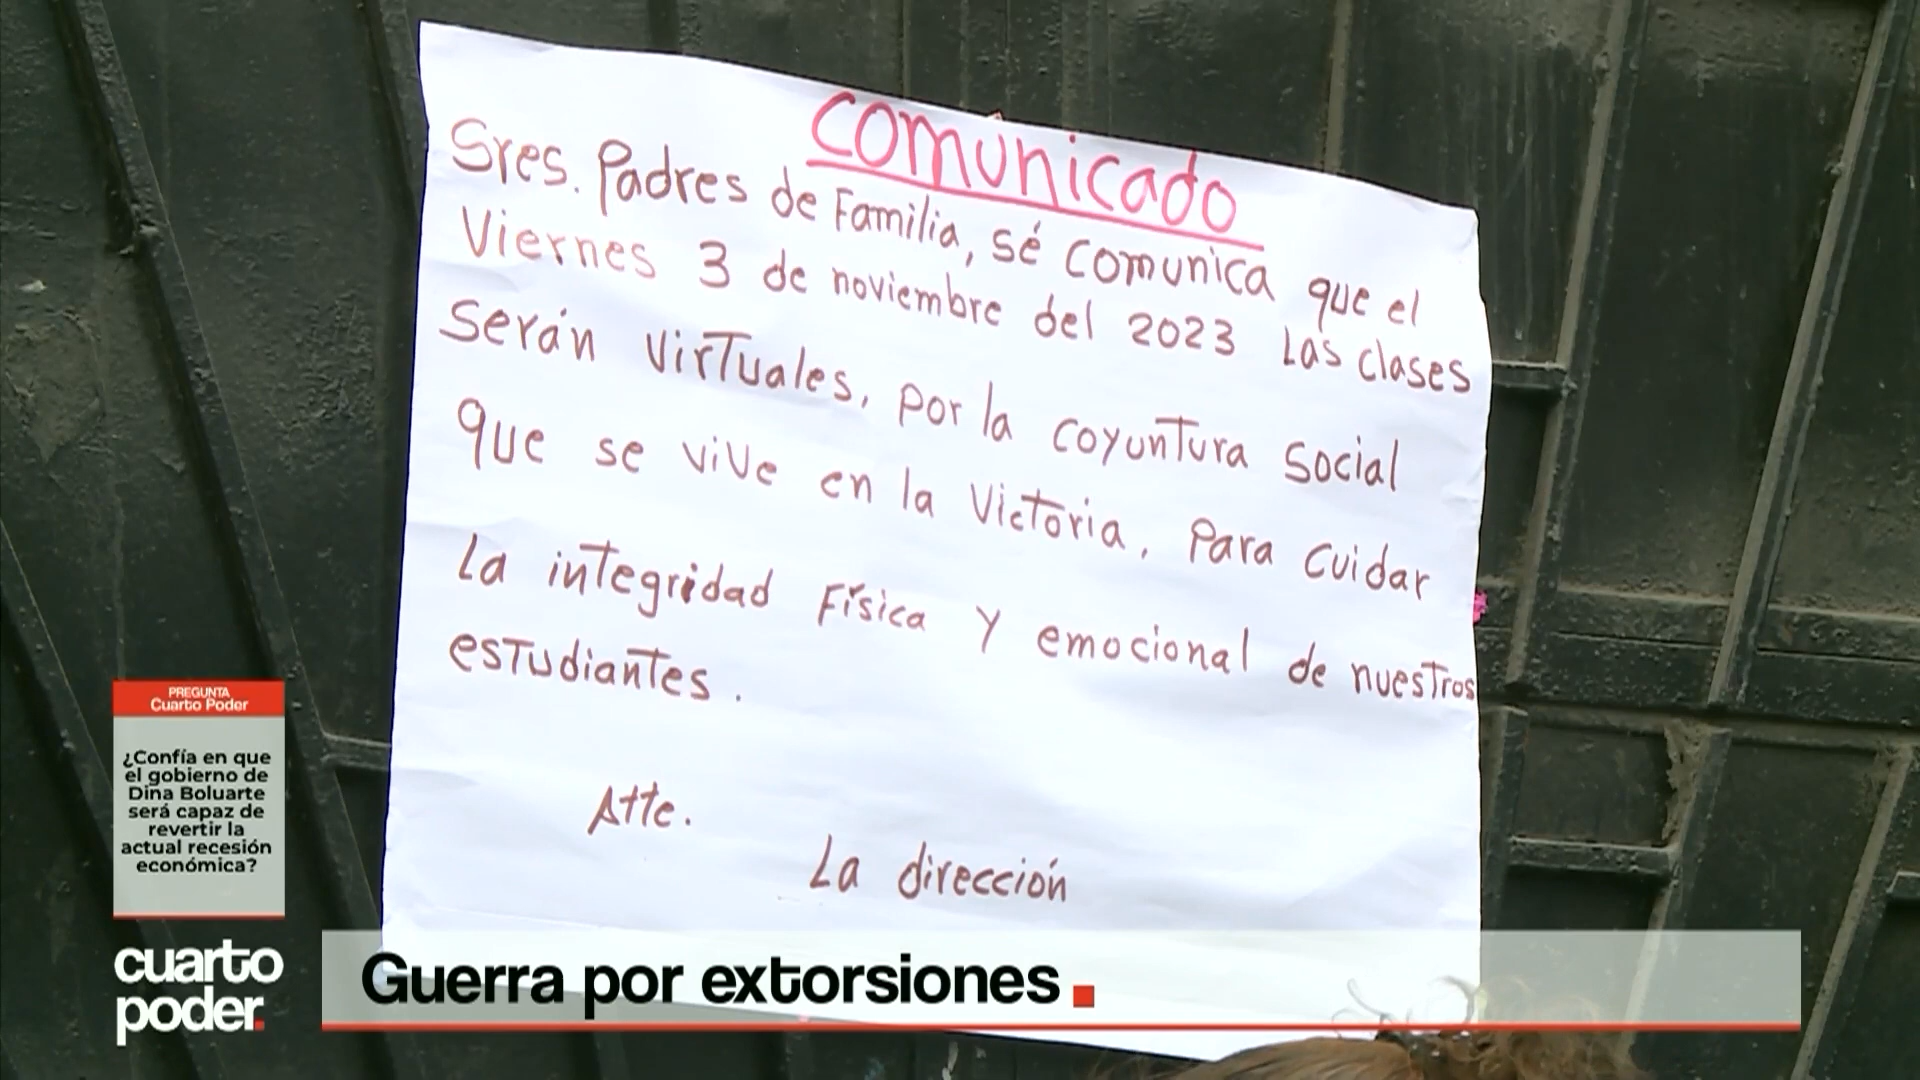 comunicado
Sres. Padres de Familia, sé comunica que el
Viernes 3 de noviembre del 2023 Las clases
Serán virTuales, por la coyunTura Social
que se vive en la Victoria, Para cuidar
La inTegridad Física y emocional de nuesTros
esTudianTes.
Atte.
La dirección
PREGUNTA
Cuarto Poder
¿Confía en que
el gobierno de
Dina Boluarte
será capaz de
revertir la
actual recesión
económica?
cuarto
poder.
Guerra por extorsiones